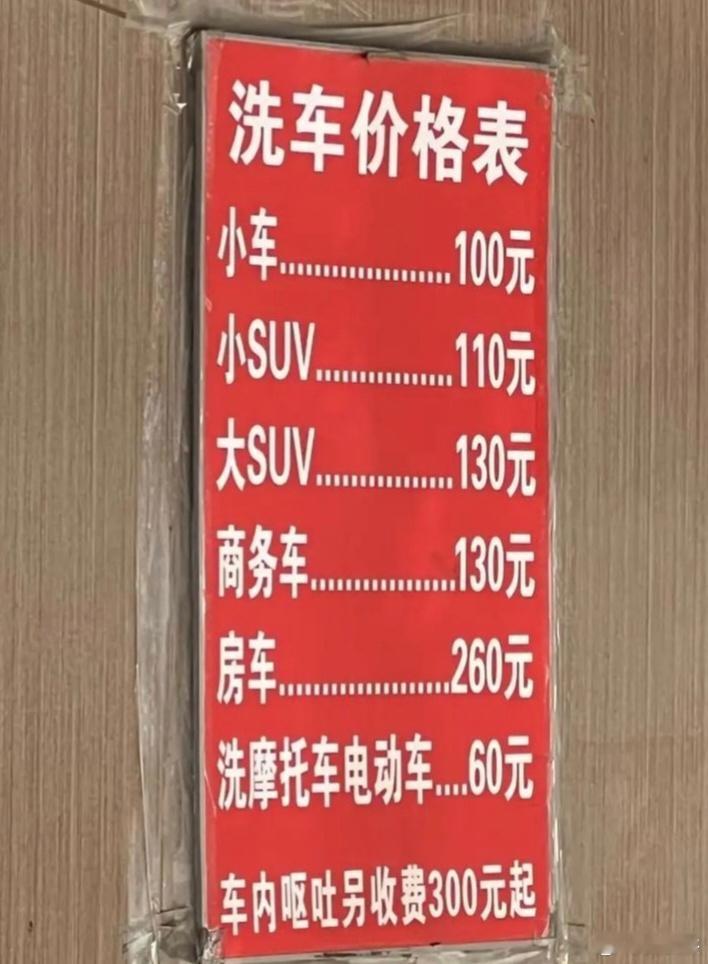 洗车价格表
小车...................100元
小SUV...............110元
大SUV...............130元
商务车................130元
房车...................260元
洗摩托车电动车....60元
车内呕吐另收费300元起